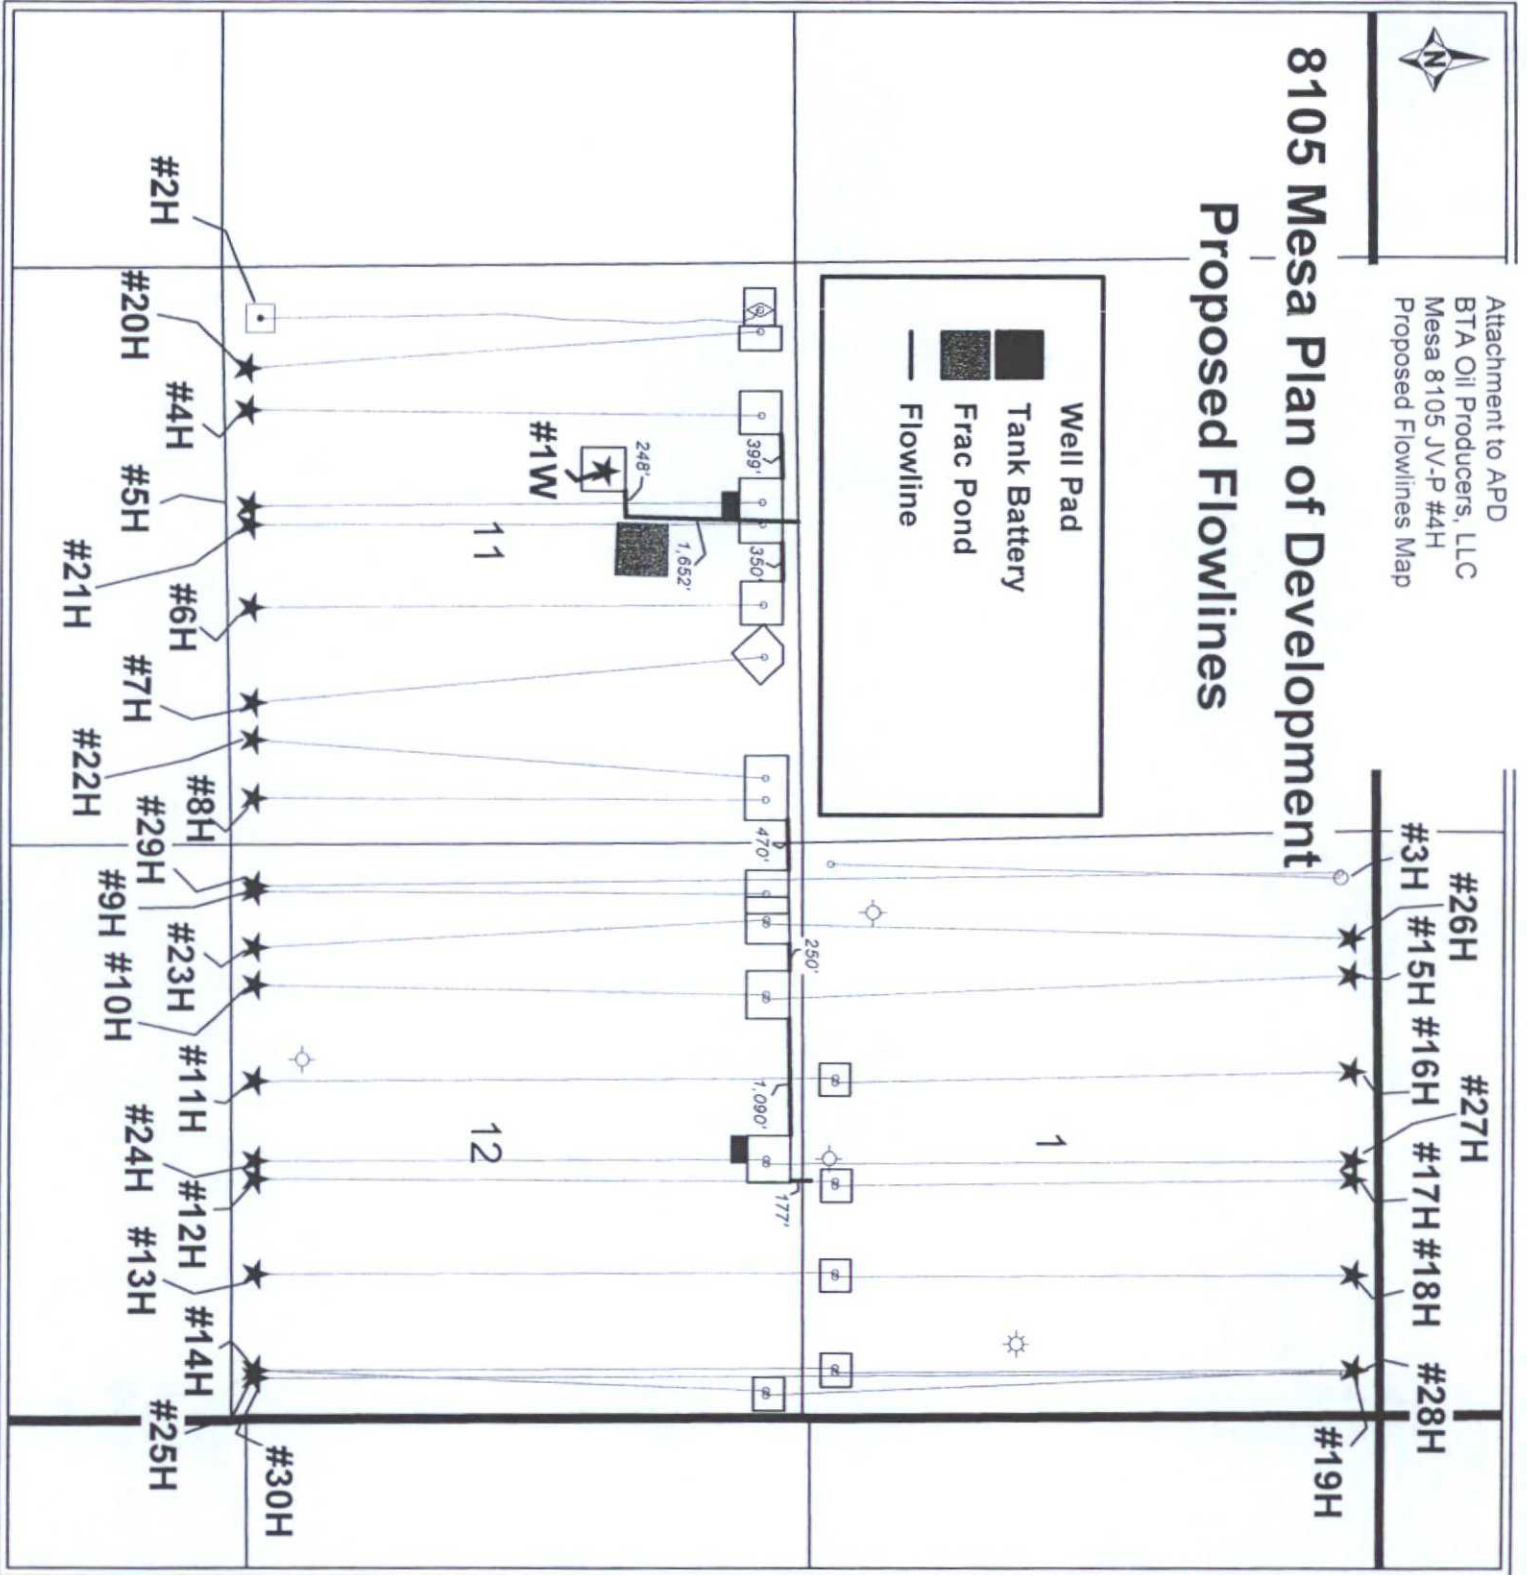 Attachment to APD
BTA Oil Producers, LLC
Mesa 8105 JV-P #4H
Proposed Flowlines Map
N
8105 Mesa Plan of Development
Proposed Flowlines
Well Pad
Tank Battery
Frac Pond
Flowline
#3H
#26H
#15H
#16H
#27H
#17H
#18H
#28H
#19H
1
399'
248'
#1W
1,652'
350'
470'
250'
1,090'
177'
11
12
#2H
#20H
#4H
#5H
#21H
#6H
#7H
#22H
#8H
#29H
#9H
#23H
#10H
#11H
#24H
#12H
#13H
#14H
#25H
#30H